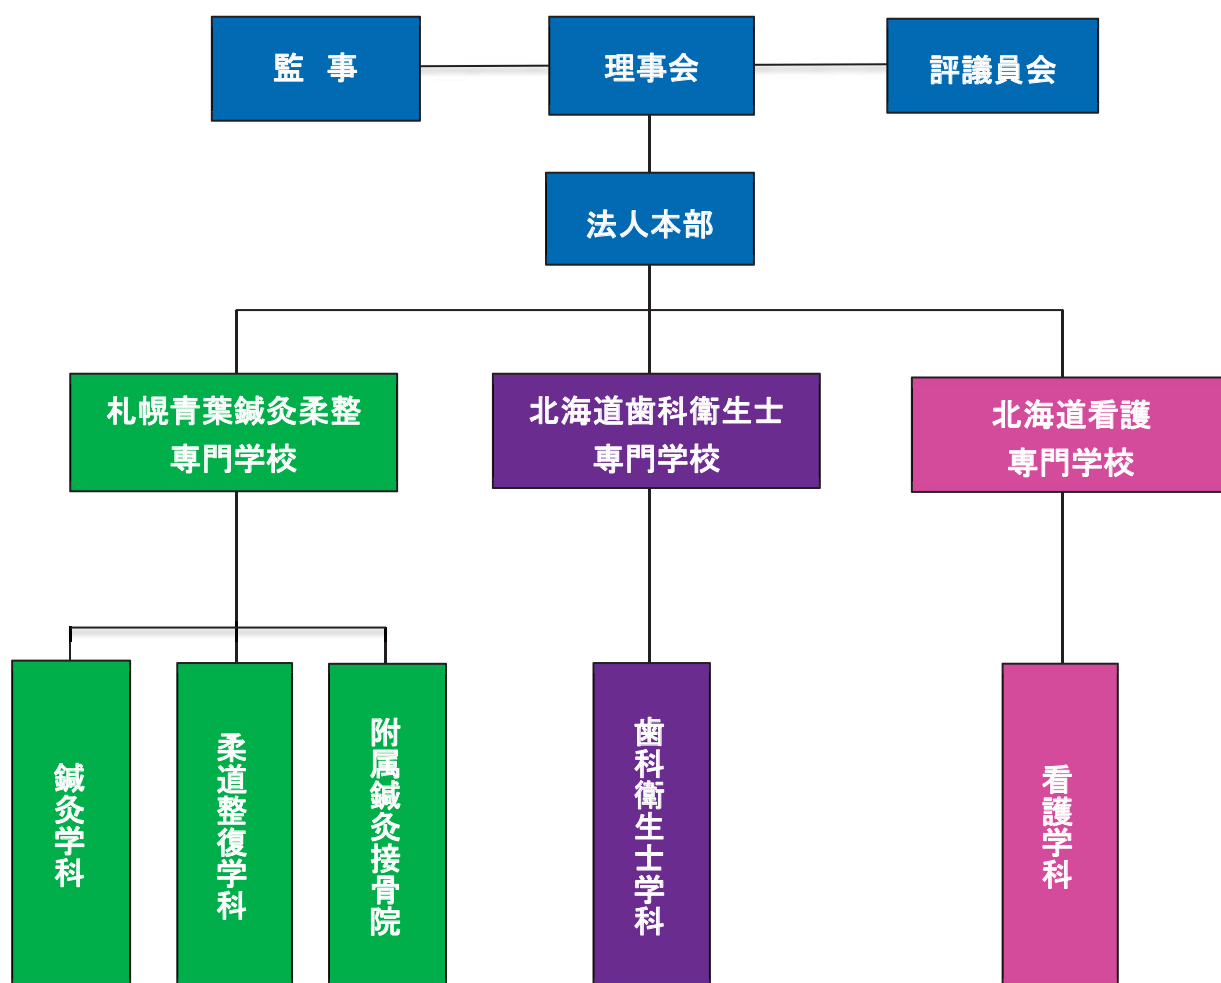 監　事
理事会
評議員会
法人本部
札幌青葉鍼灸柔整
専門学校
北海道歯科衛生士
専門学校
北海道看護
専門学校
鍼灸学科
柔道整復学科
附属鍼灸接骨院
歯科衛生士学科
看護学科